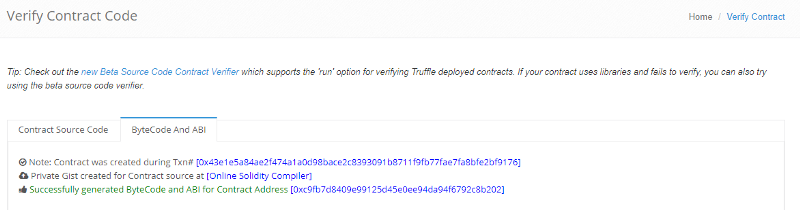 Verify Contract Code
Home / Verify Contract
Tip: Check out the new Beta Source Code Contract Verifier which supports the 'run' option for verifying Truffle deployed contracts. If your contract uses libraries and fails to verify, you can also try
using the beta source code verifier.
Contract Source Code
ByteCode And ABI
Note: Contract was created during Txn# [0x43e1e5a84ae2f474a1a0d98bace2c8393091b8711f9fb77fae7fa8bfe2bf9176]
Private Gist created for Contract source at [Online Solidity Compiler]
Successfully generated ByteCode and ABI for Contract Address [0xc9fb7d8409e99125d45e0ee94da94f6792c8b202]